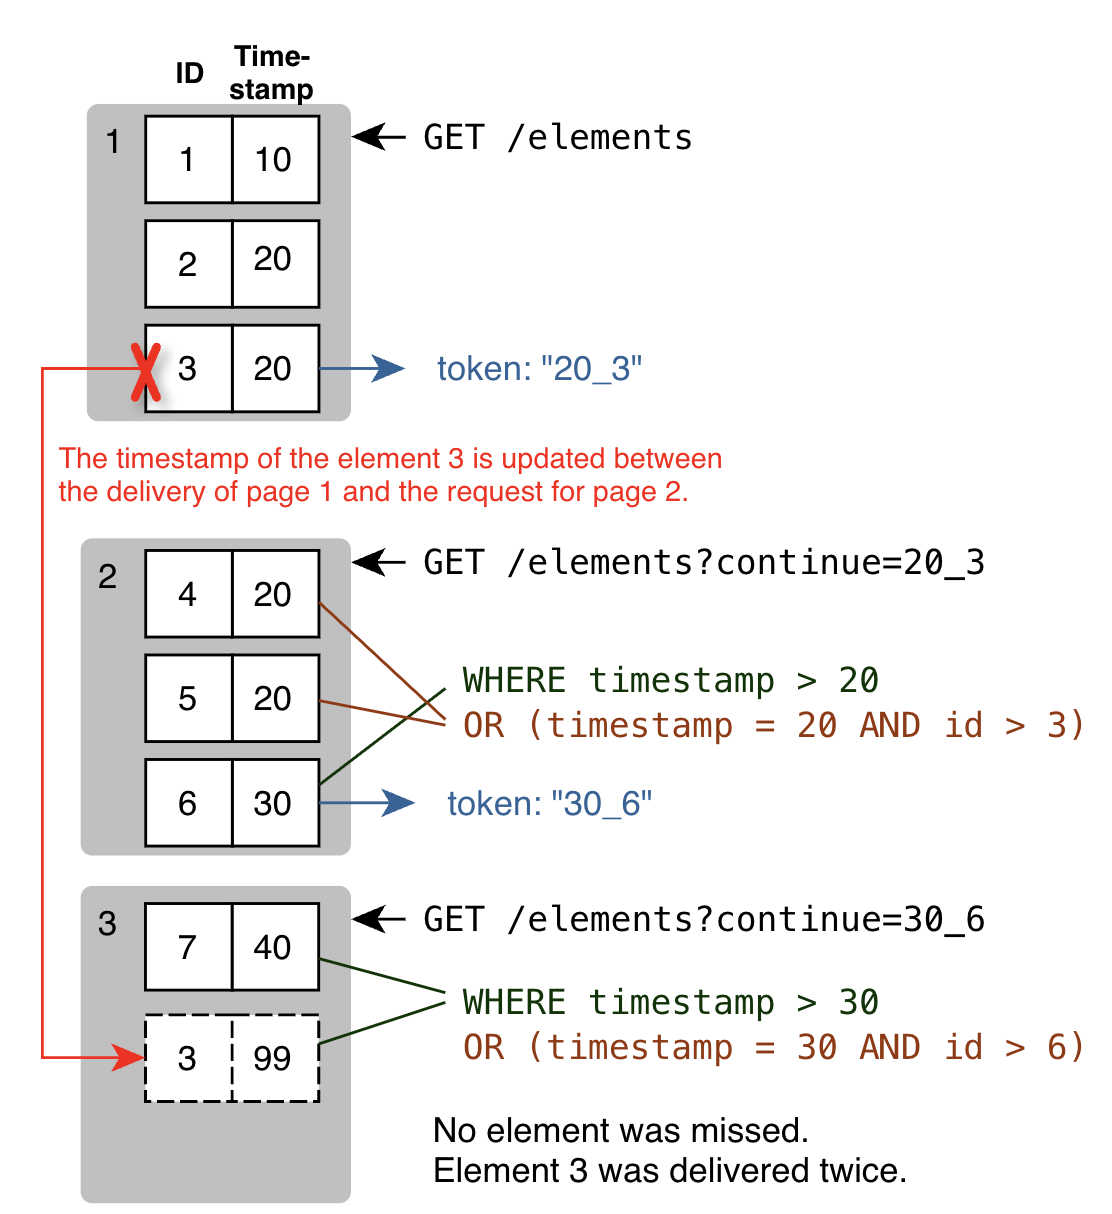 ID
Time-
stamp
1
1 10
GET /elements
2 20
3 20
token: "20_3"
The timestamp of the element 3 is updated between
the delivery of page 1 and the request for page 2.
2
4 20
GET /elements?continue=20_3
5 20
WHERE timestamp > 20
OR (timestamp = 20 AND id > 3)
6 30
token: "30_6"
3
7 40
GET /elements?continue=30_6
3 99
WHERE timestamp > 30
OR (timestamp = 30 AND id > 6)
No element was missed.
Element 3 was delivered twice.